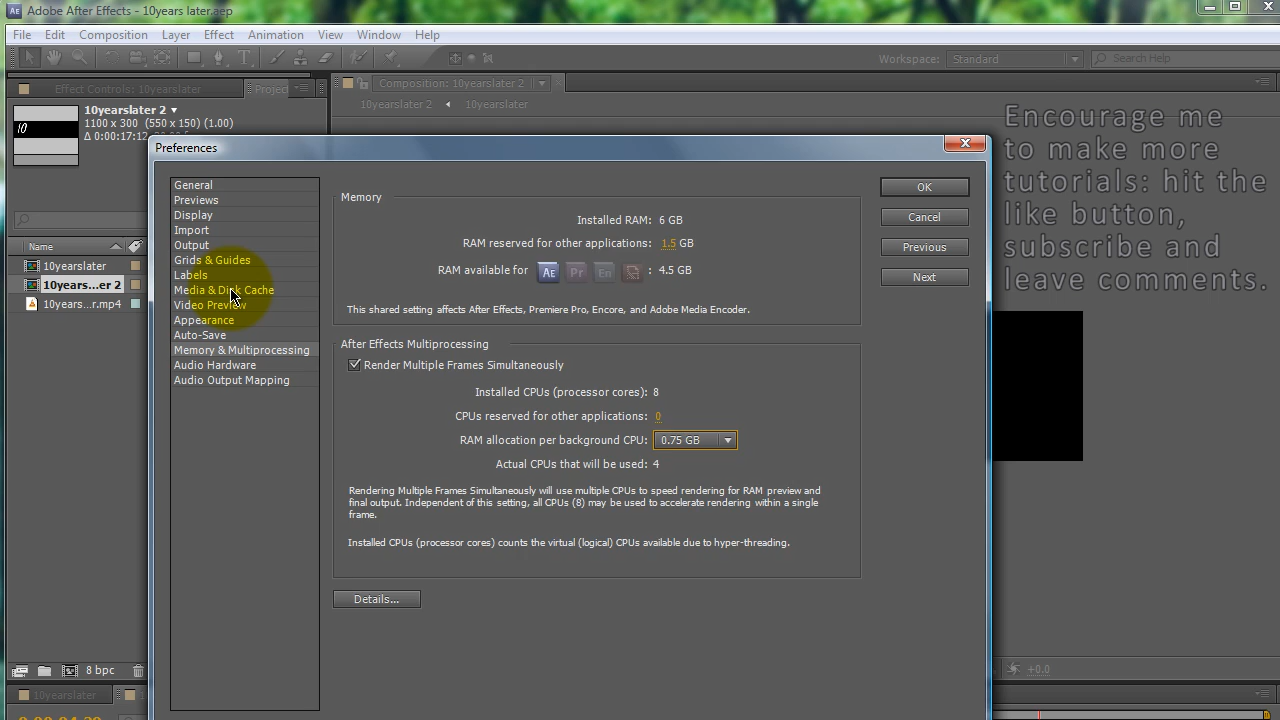 Adobe After Effects - 10years later.aep
File Edit Composition Layer Effect Animation View Window Help
Workspace: Standard Search Help
Effect Controls: 10yearslater Project
Composition: 10yearslater 2
10yearslater 2 10yearslater
10yearslater 2
1100 x 300 (550 x 150) (1.00)
Δ 0:00:17:12
10
Name
10yearslater
10years...er 2
10years...r.mp4
8 bpc
10yearslater
Preferences
General
Previews
Display
Import
Output
Grids & Guides
Labels
Media & Disk Cache
Video Preview
Appearance
Auto-Save
Memory & Multiprocessing
Audio Hardware
Audio Output Mapping
Memory
Installed RAM: 6 GB
RAM reserved for other applications: 1.5 GB
RAM available for Ae Pr En : 4.5 GB
This shared setting affects After Effects, Premiere Pro, Encore, and Adobe Media Encoder.
After Effects Multiprocessing
Render Multiple Frames Simultaneously
Installed CPUs (processor cores): 8
CPUs reserved for other applications: 0
RAM allocation per background CPU: 0.75 GB
Actual CPUs that will be used: 4
Rendering Multiple Frames Simultaneously will use multiple CPUs to speed rendering for RAM preview and
final output. Independent of this setting, all CPUs (8) may be used to accelerate rendering within a single
frame.
Installed CPUs (processor cores) counts the virtual (logical) CPUs available due to hyper-threading.
Details...
OK
Cancel
Previous
Next
Encourage me
to make more
tutorials: hit the
like button,
subscribe and
leave comments.
+0.0